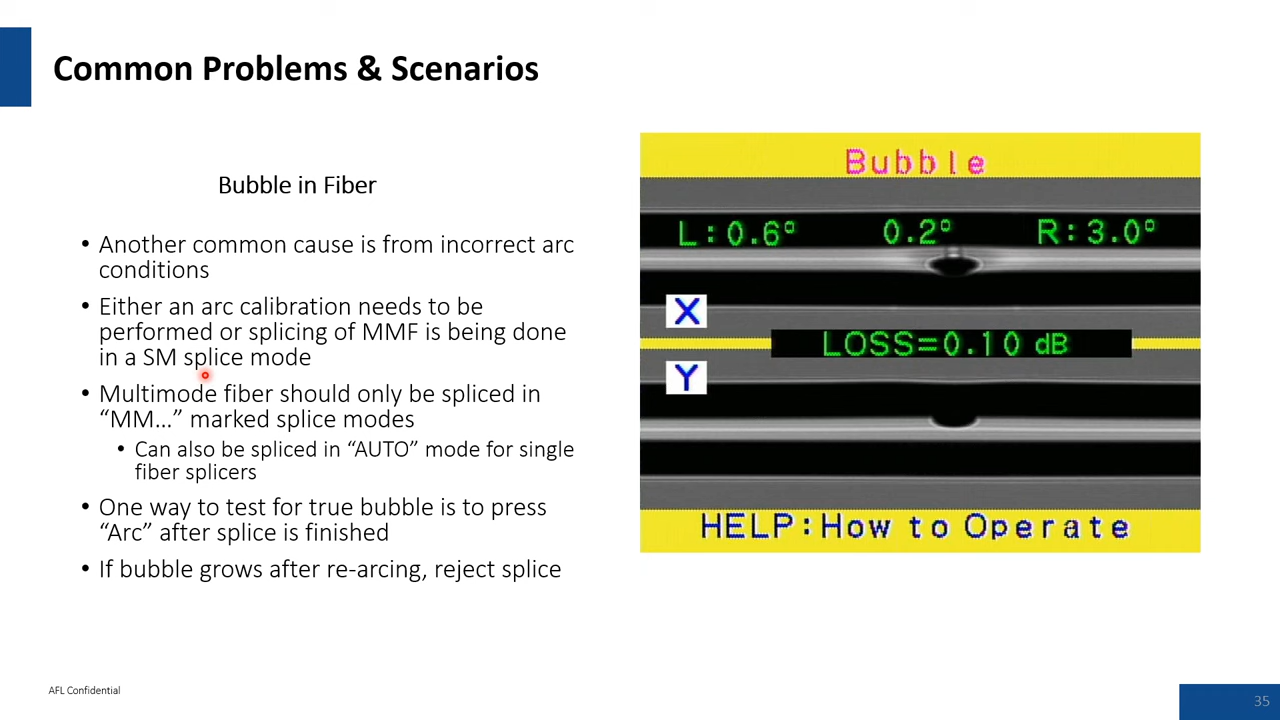 Common Problems & Scenarios
Bubble in Fiber
• Another common cause is from incorrect arc
conditions
• Either an arc calibration needs to be
performed or splicing of MMF is being done
in a SM splice mode
• Multimode fiber should only be spliced in
“MM…” marked splice modes
• Can also be spliced in “AUTO” mode for single
fiber splicers
• One way to test for true bubble is to press
“Arc” after splice is finished
• If bubble grows after re-arcing, reject splice
Bubble
L:0.6° 0.2° R:3.0°
X
LOSS=0.10 dB
Y
HELP:How to Operate
AFL Confidential
35